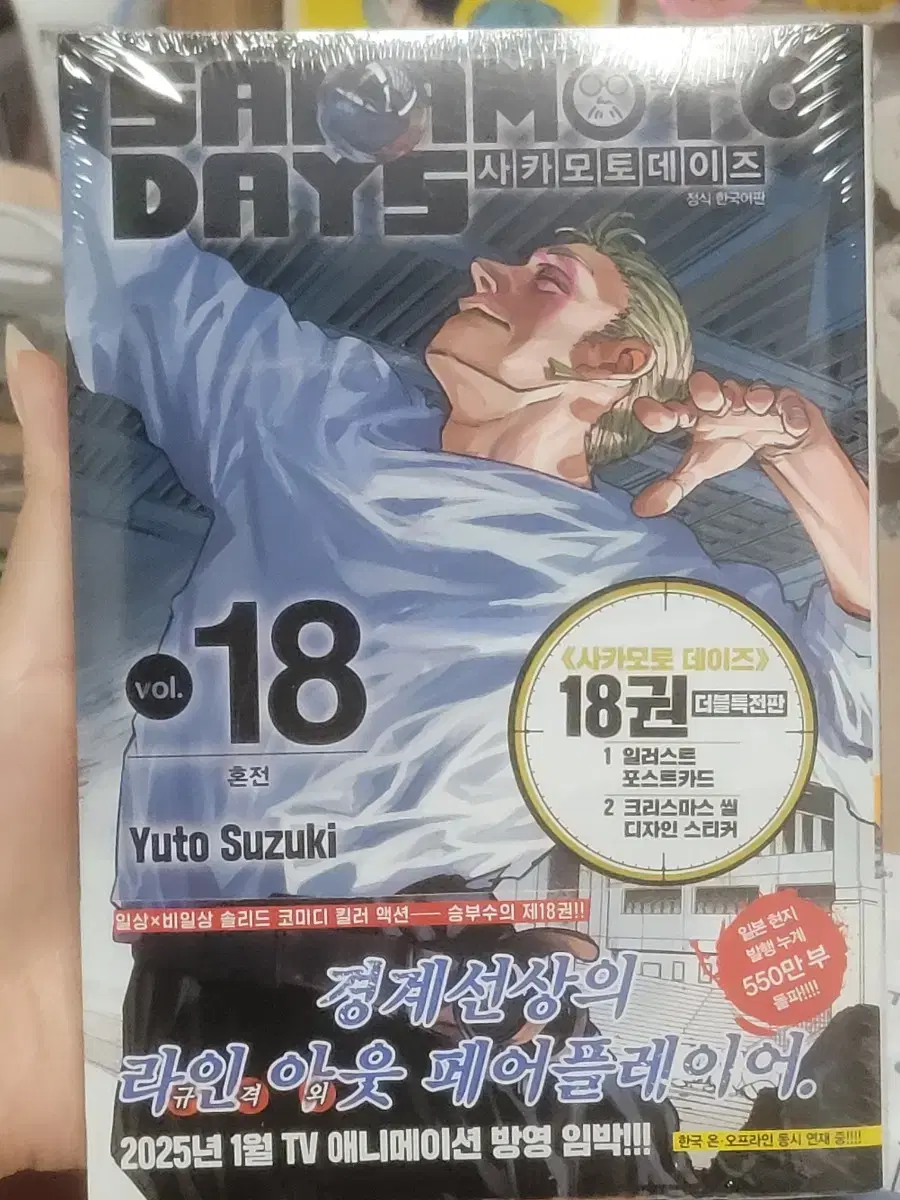 SAKAMOTO
DAYS
사카모토데이즈
정식 한국어판
vol. 18
혼전
Yuto Suzuki
《사카모토 데이즈》
18권 더블특전판
1 일러스트
포스트카드
2 크리스마스 씰
디자인 스티커
일상×비일상 솔리드 코미디 킬러 액션── 승부수의 제18권!!
일본 현지
발행 누계
550만 부
돌파!!!!
경계선상의
라인 아웃 페어플레이어.
규격 외
2025년 1월 TV 애니메이션 방영 임박!!!
한국 온·오프라인 동시 연재 중!!!!